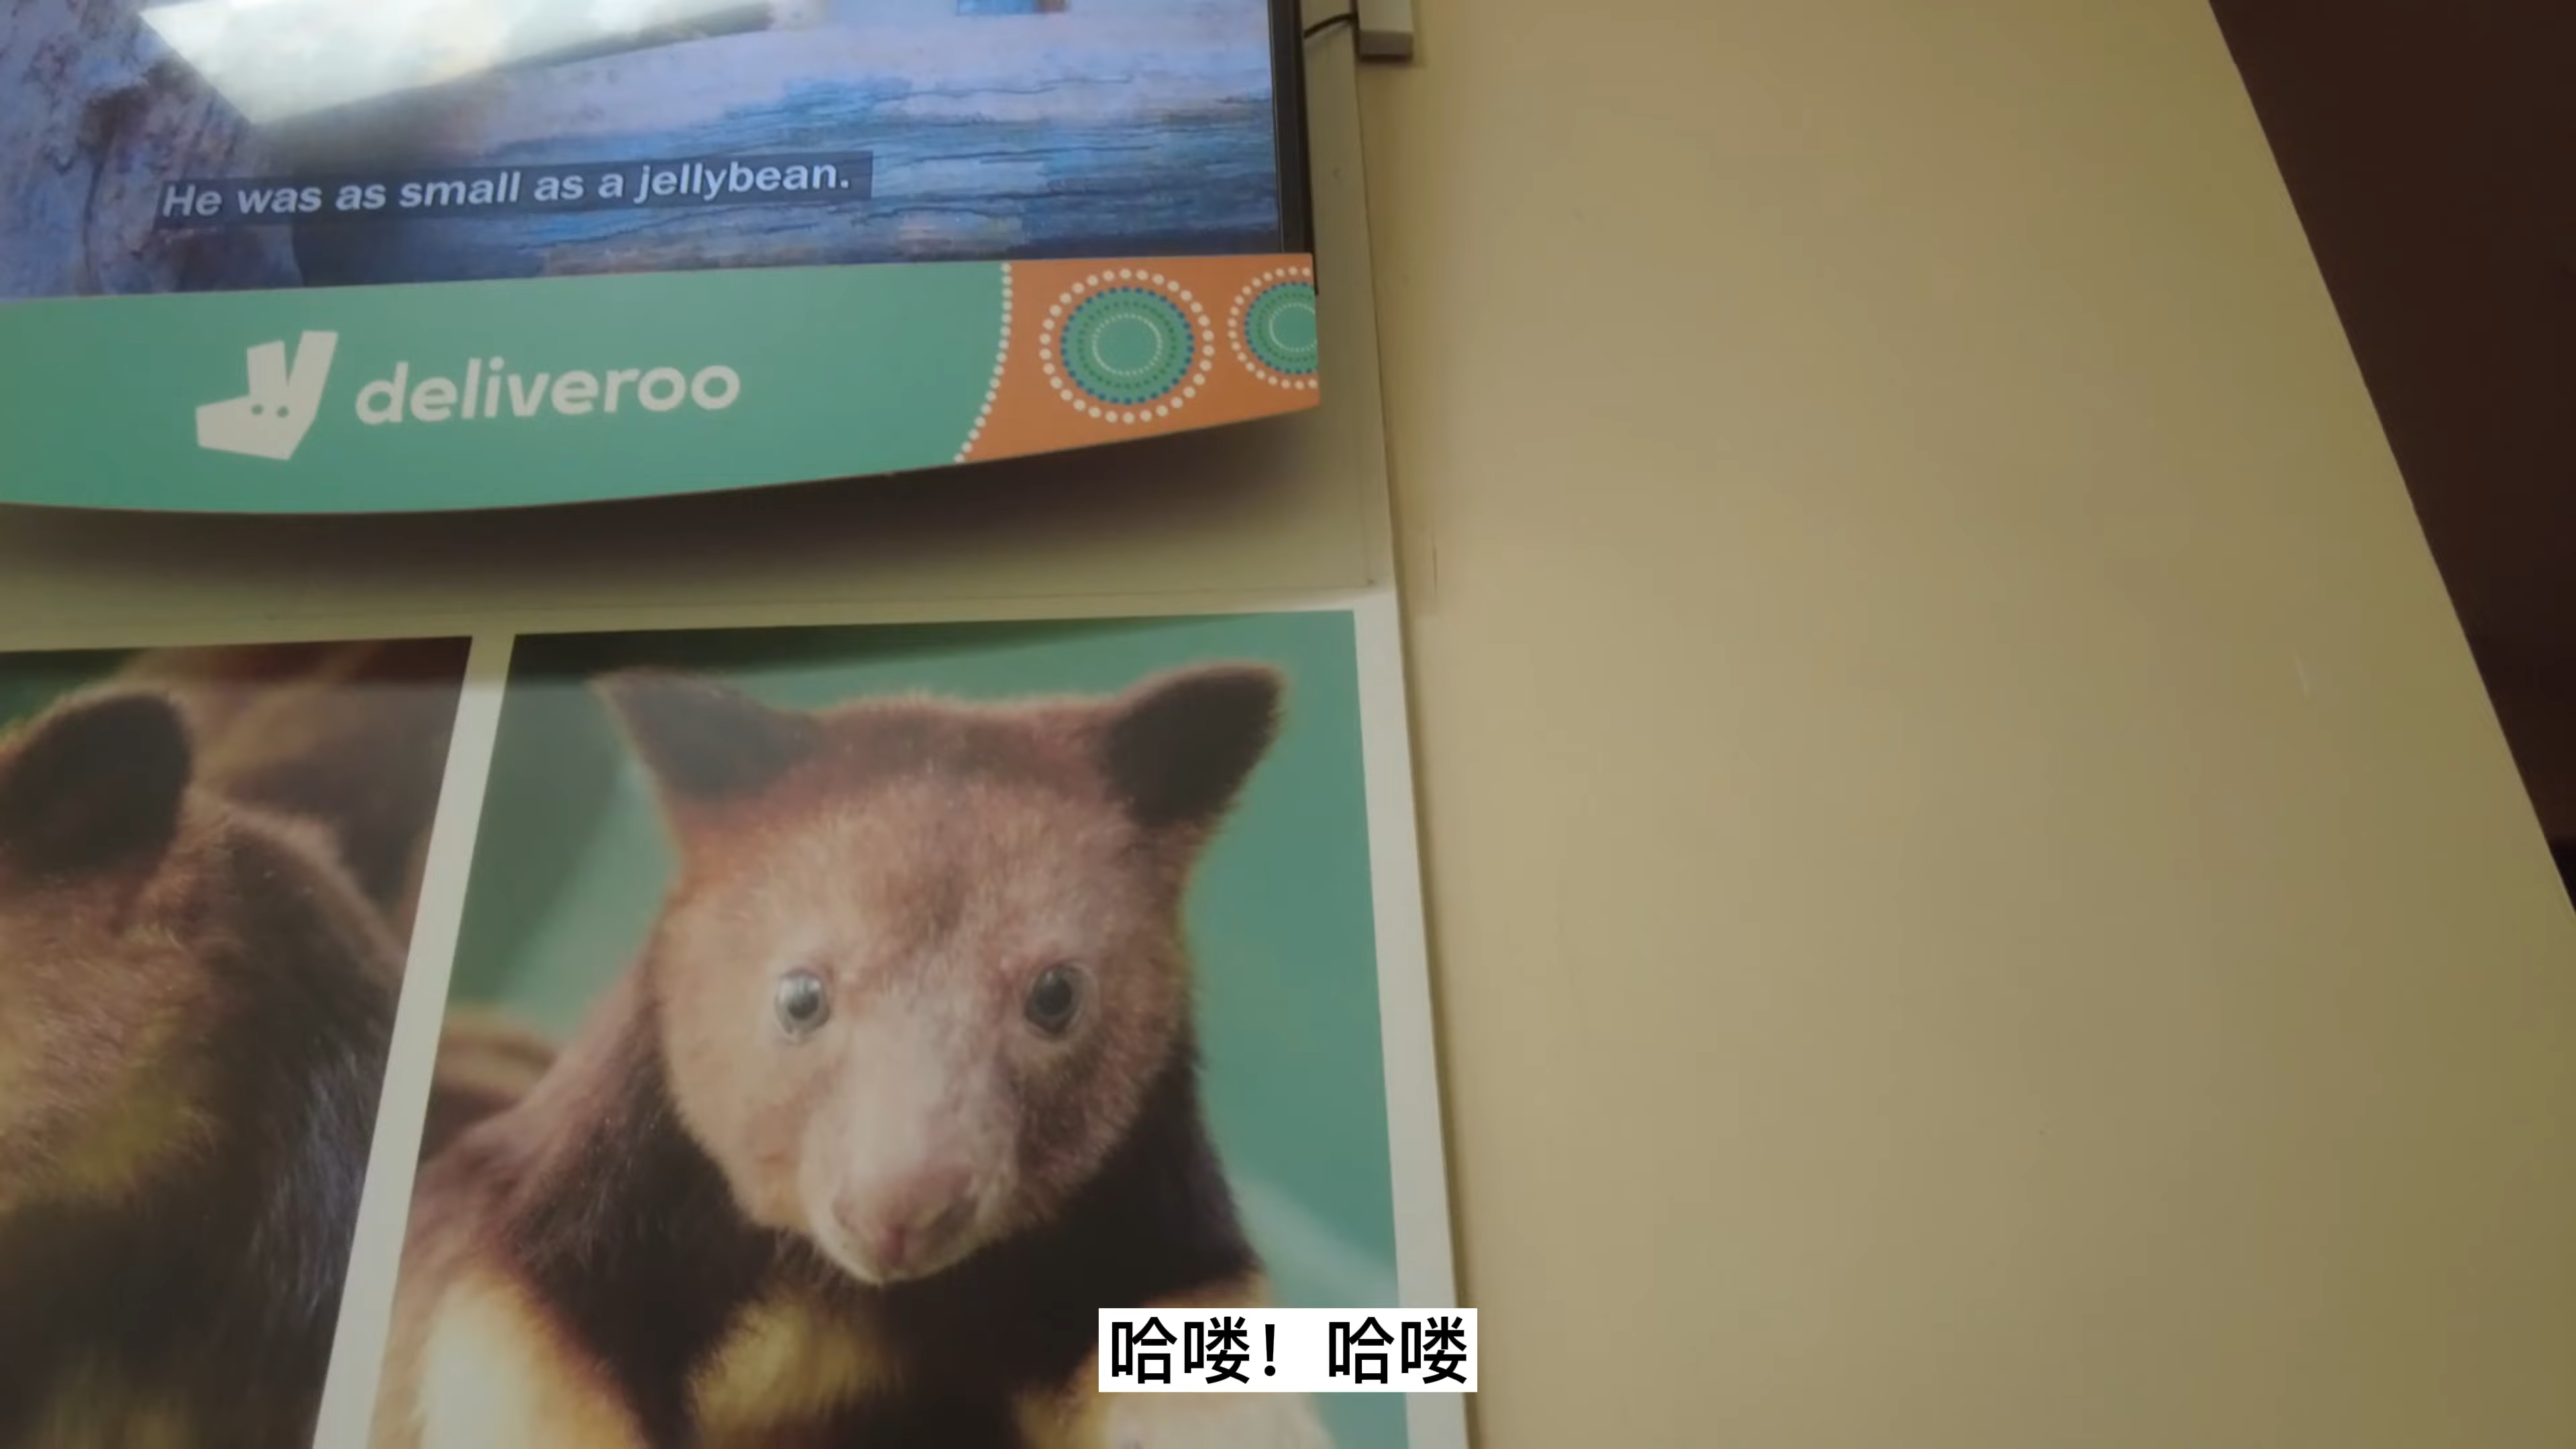 He was as small as a jellybean.
deliveroo
哈喽！哈喽